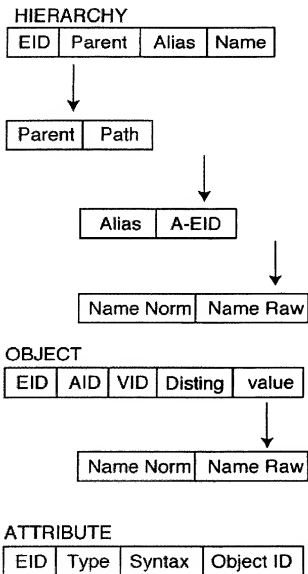 HIERARCHY
EID Parent Alias Name
Parent Path
Alias A-EID
Name Norm Name Raw
OBJECT
EID AID VID Disting value
Name Norm Name Raw
ATTRIBUTE
EID Type Syntax Object ID